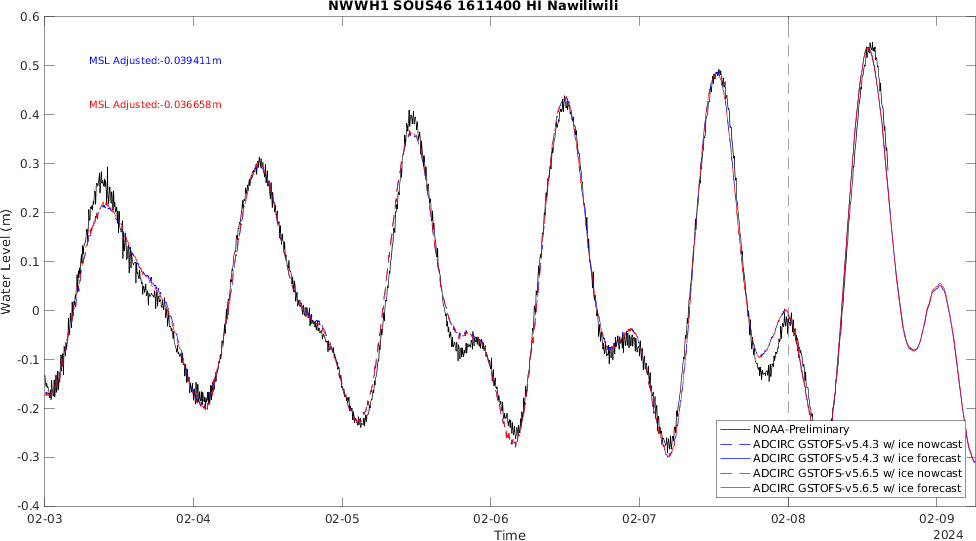 NWWH1 SOUS46 1611400 HI Nawiliwili
0.6
MSL Adjusted:-0.039411m
0.5
MSL Adjusted:-0.036658m
0.4
0.3
0.2
0.1
0
-0.1
-0.2
-0.3
-0.4
Water Level (m)
NOAA-Preliminary
ADCIRC GSTOFS-v5.4.3 w/ ice nowcast
ADCIRC GSTOFS-v5.4.3 w/ ice forecast
ADCIRC GSTOFS-v5.6.5 w/ ice nowcast
ADCIRC GSTOFS-v5.6.5 w/ ice forecast
02-03 02-04 02-05 02-06 02-07 02-08 02-09
Time
2024